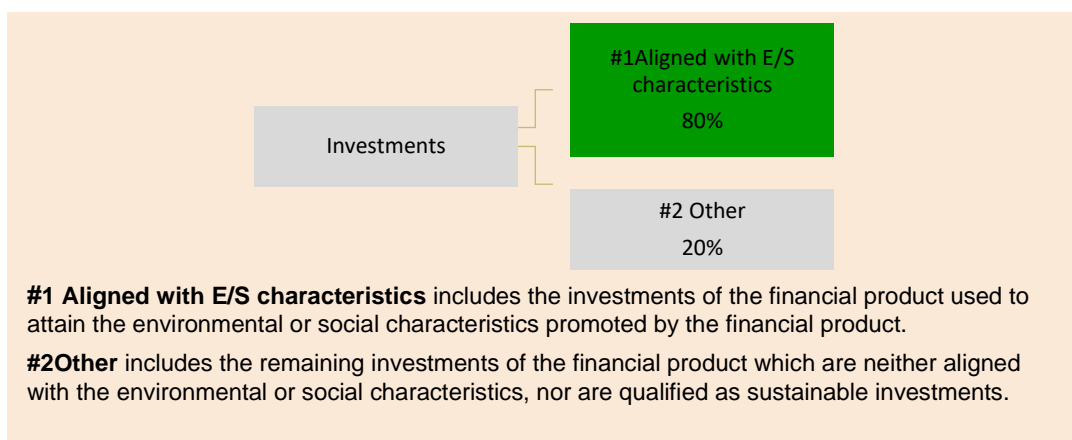 #1Aligned with E/S
characteristics
80%
Investments
#2 Other
20%
#1 Aligned with E/S characteristics includes the investments of the financial product used to
attain the environmental or social characteristics promoted by the financial product.
#2Other includes the remaining investments of the financial product which are neither aligned
with the environmental or social characteristics, nor are qualified as sustainable investments.